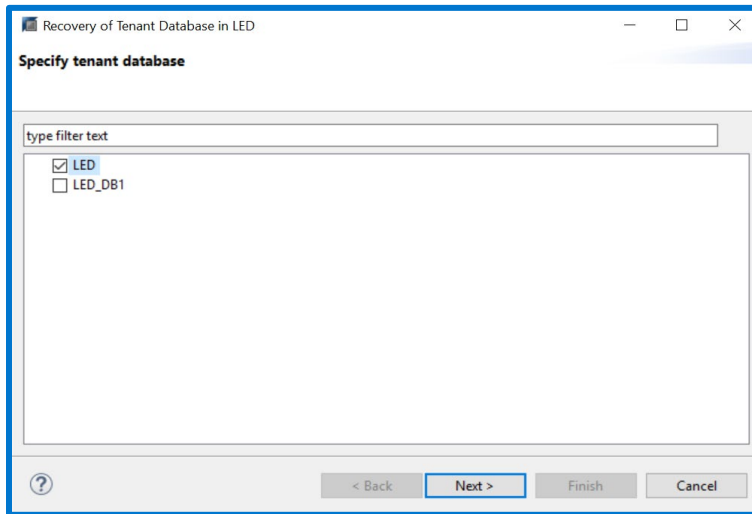 Recovery of Tenant Database in LED
Specify tenant database
type filter text
LED
LED_DB1
? < Back Next > Finish Cancel